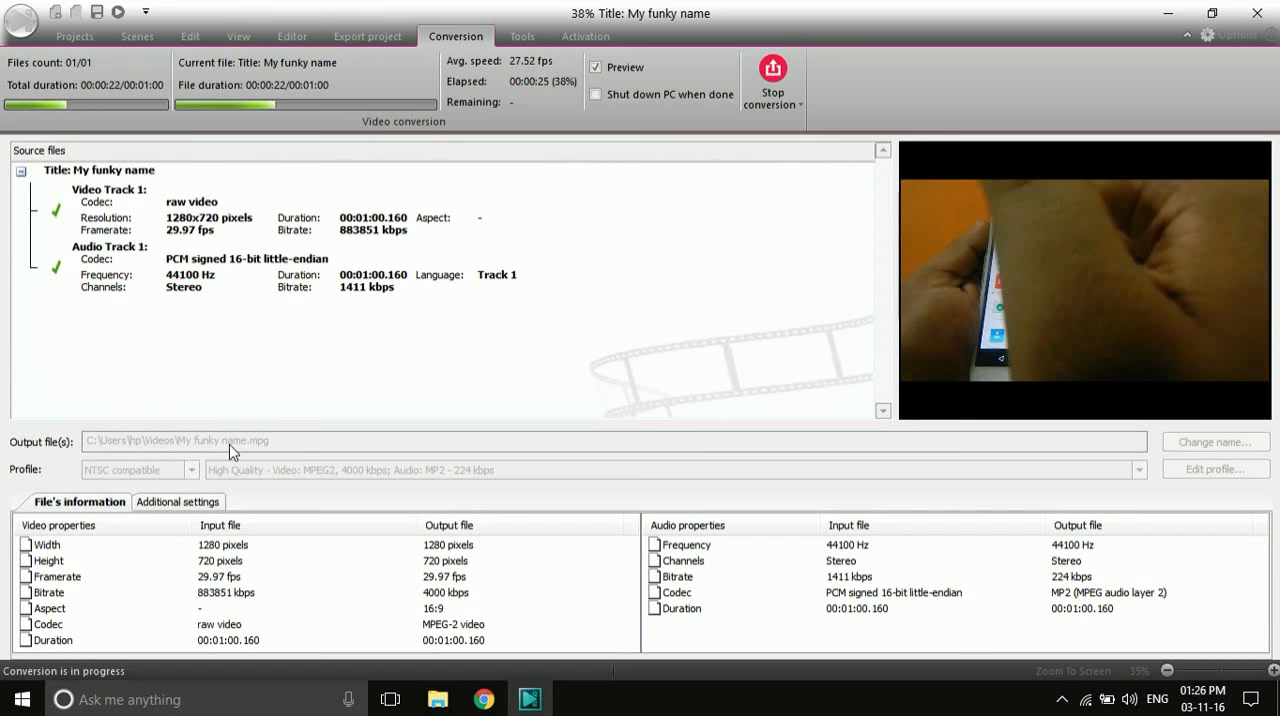 38% Title: My funky name
Projects Scenes Edit View Editor Export project Conversion Tools Activation Options
Files count: 01/01
Total duration: 00:00:22/00:01:00
Current file: Title: My funky name
File duration: 00:00:22/00:01:00
Avg. speed: 27.52 fps
Elapsed: 00:00:25 (38%)
Remaining: -
Preview
Shut down PC when done
Stop
conversion
Video conversion
Source files
Title: My funky name
Video Track 1:
Codec: raw video
Resolution: 1280x720 pixels Duration: 00:01:00.160 Aspect: -
Framerate: 29.97 fps Bitrate: 883851 kbps
Audio Track 1:
Codec: PCM signed 16-bit little-endian
Frequency: 44100 Hz Duration: 00:01:00.160 Language: Track 1
Channels: Stereo Bitrate: 1411 kbps
Output file(s): C:\Users\hp\Videos\My funky name.mpg Change name...
Profile: NTSC compatible High Quality - Video: MPEG2, 4000 kbps; Audio: MP2 - 224 kbps Edit profile...
File's information Additional settings
Video properties Input file Output file
Width 1280 pixels 1280 pixels
Height 720 pixels 720 pixels
Framerate 29.97 fps 29.97 fps
Bitrate 883851 kbps 4000 kbps
Aspect - 16:9
Codec raw video MPEG-2 video
Duration 00:01:00.160 00:01:00.160
Audio properties Input file Output file
Frequency 44100 Hz 44100 Hz
Channels Stereo Stereo
Bitrate 1411 kbps 224 kbps
Codec PCM signed 16-bit little-endian MP2 (MPEG audio layer 2)
Duration 00:01:00.160 00:01:00.160
Conversion is in progress
Zoom To Screen 35%
Ask me anything
ENG
01:26 PM
03-11-16